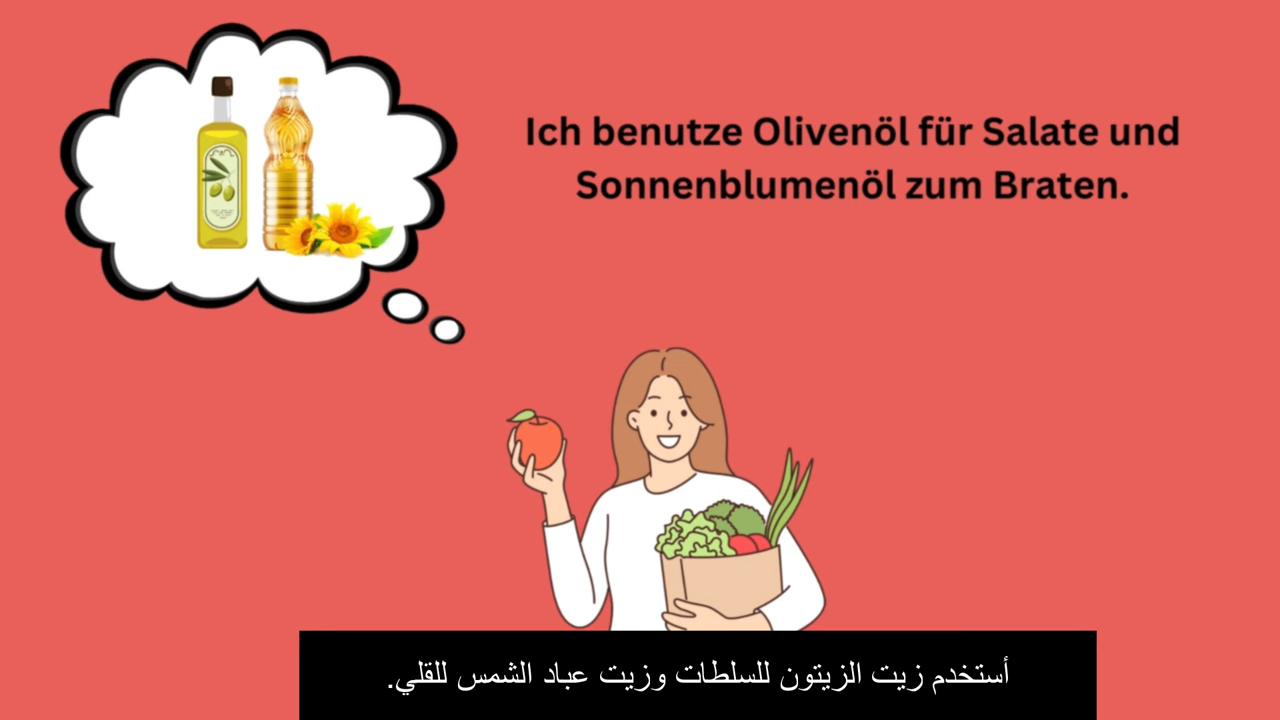 Ich benutze Olivenöl für Salate und
Sonnenblumenöl zum Braten.
أستخدم زيت الزيتون للسلطات وزيت عباد الشمس للقلي.